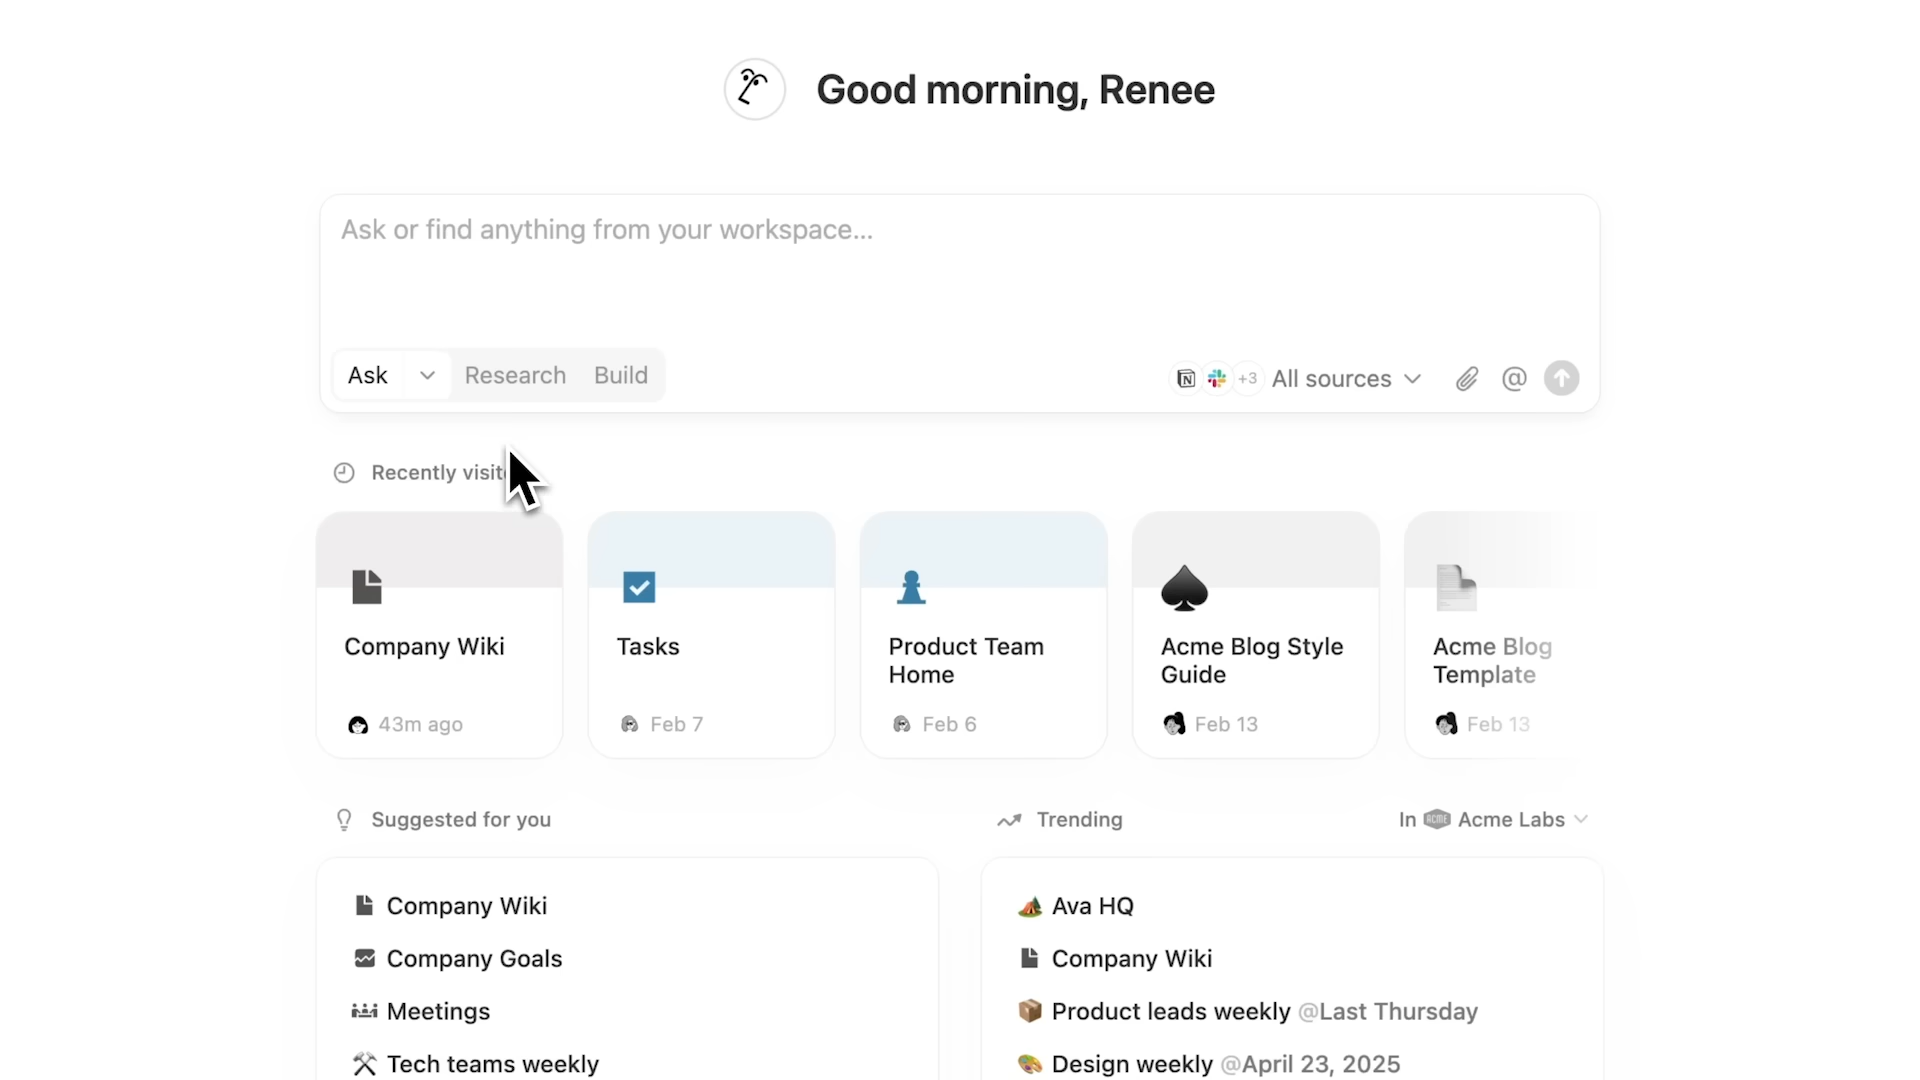 Good morning, Renee
Ask or find anything from your workspace...
Ask Research Build
N +3 All sources @
Recently
Company Wiki
43m ago
Tasks
Feb 7
Product Team
Home
Feb 6
Acme Blog Style
Guide
Feb 13
Acme Blog
Template
Feb 13
Suggested for you
Company Wiki
Company Goals
Meetings
Tech teams weekly
Trending
In ACME Acme Labs
Ava HQ
Company Wiki
Product leads weekly @Last Thursday
Design weekly @April 23, 2025